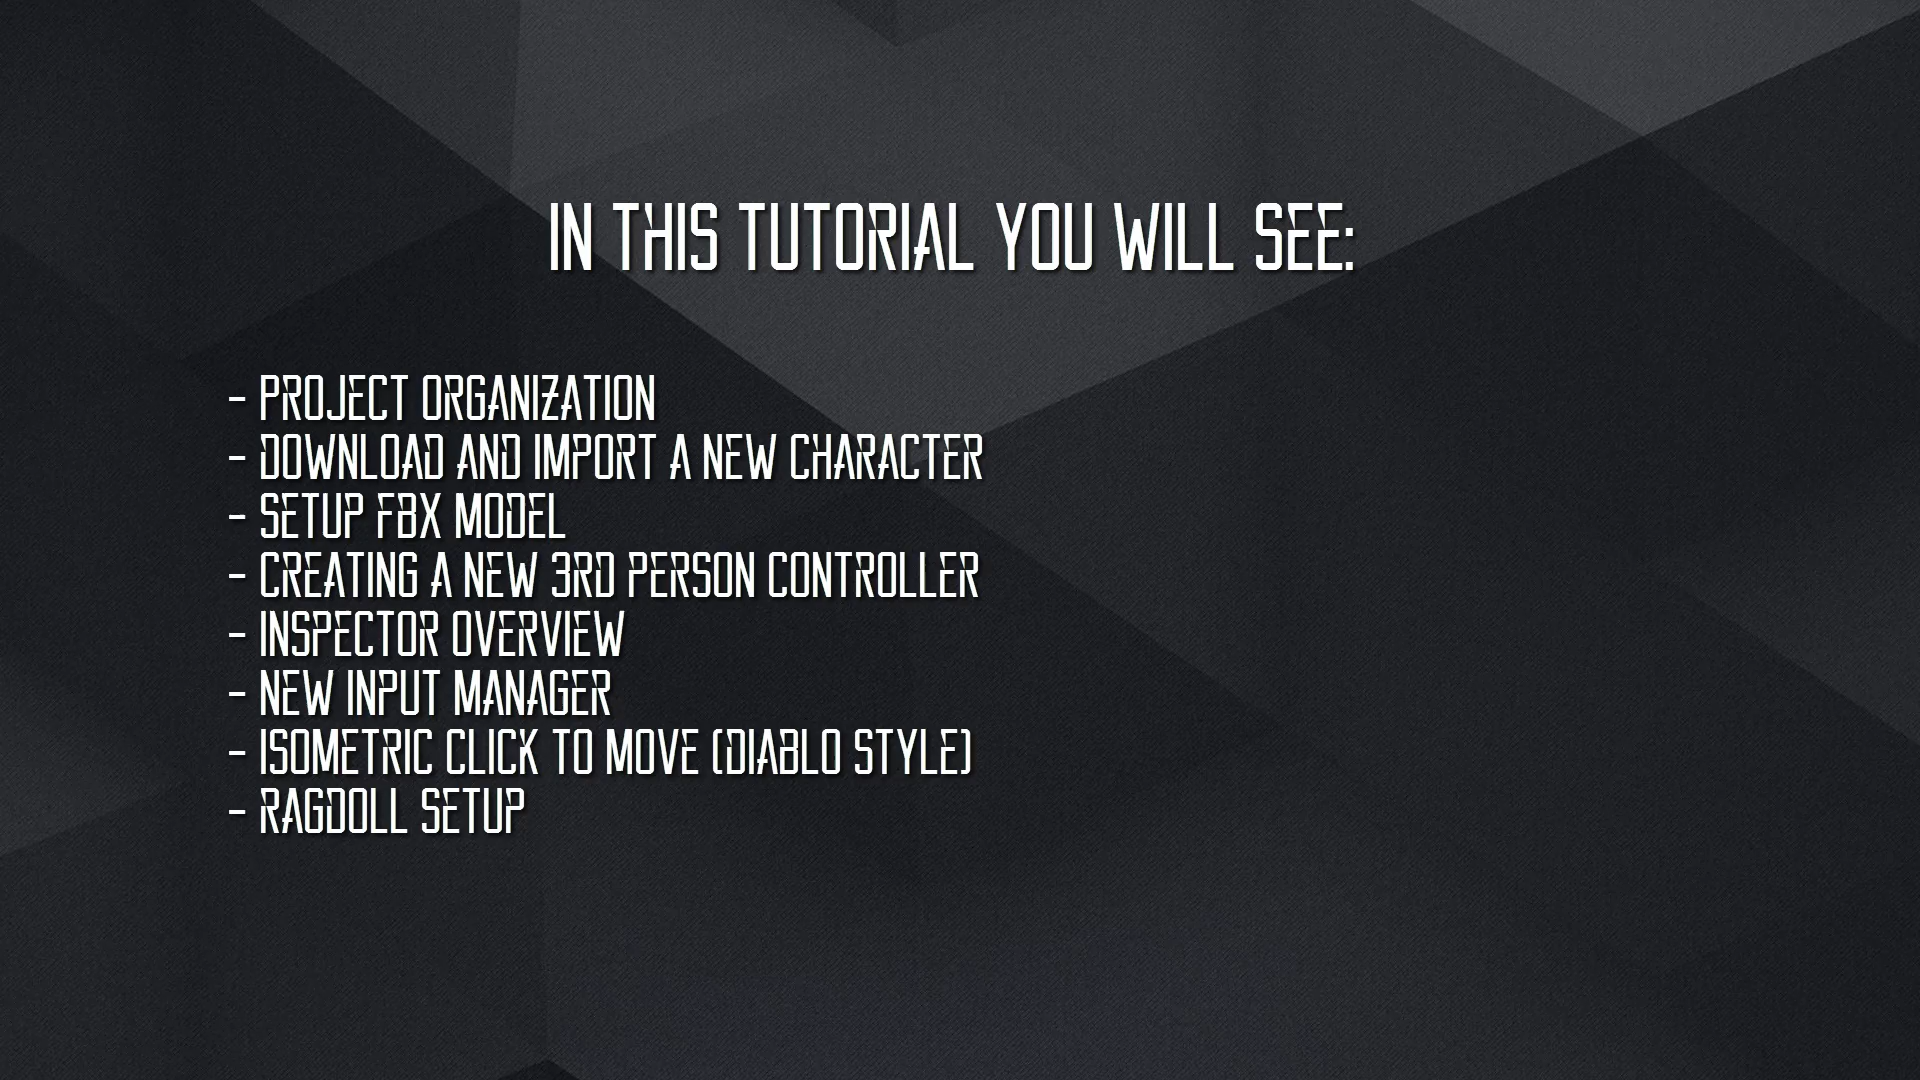 IN THIS TUTORIAL YOU WILL SEE:
- PROJECT ORGANIZATION
- DOWNLOAD AND IMPORT A NEW CHARACTER
- SETUP FBX MODEL
- CREATING A NEW 3RD PERSON CONTROLLER
- INSPECTOR OVERVIEW
- NEW INPUT MANAGER
- ISOMETRIC CLICK TO MOVE (DIABLO STYLE)
- RAGDOLL SETUP